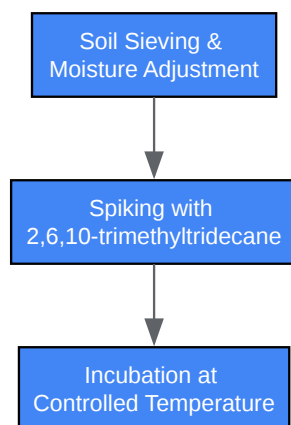 Soil Sieving &
Moisture Adjustment
Spiking with
2,6,10-trimethyltridecane
Incubation at
Controlled Temperature